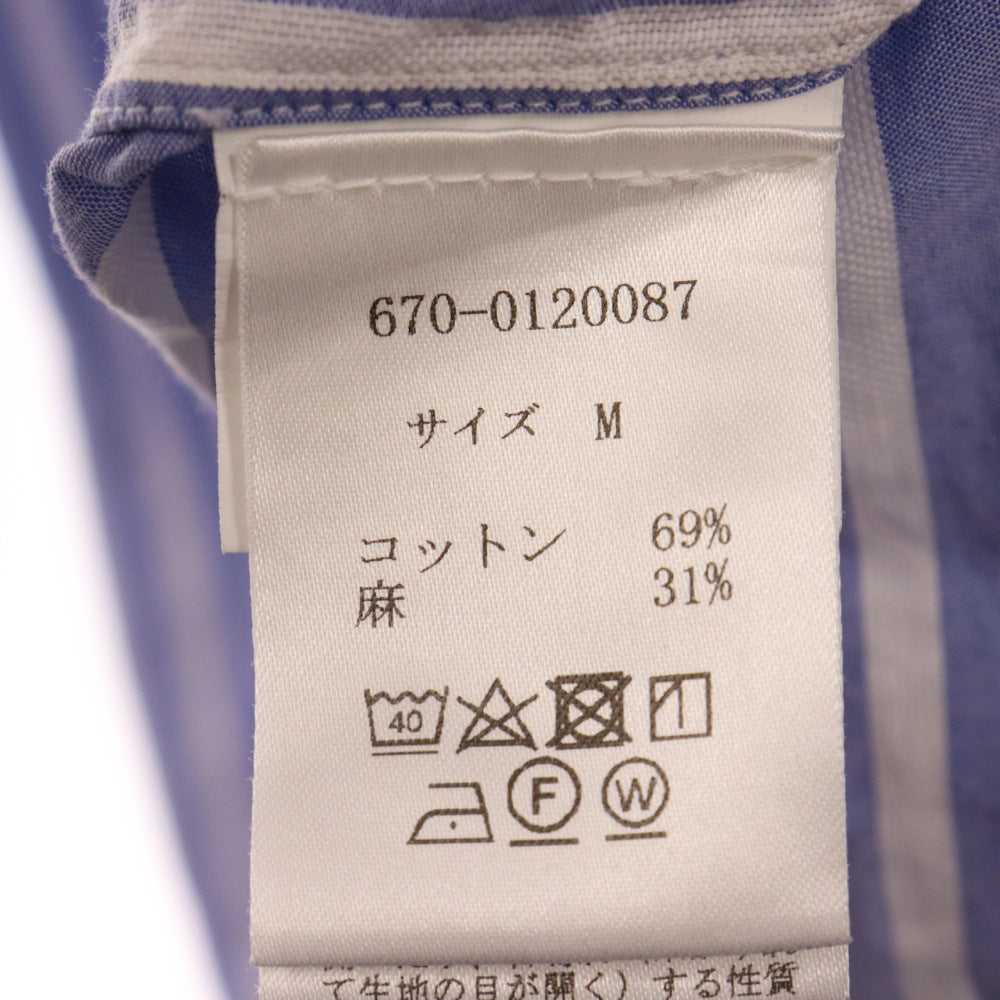 670-0120087
サイズ M
コットン 69%
麻 31%
40
F W
て生地の目が開く)する性質